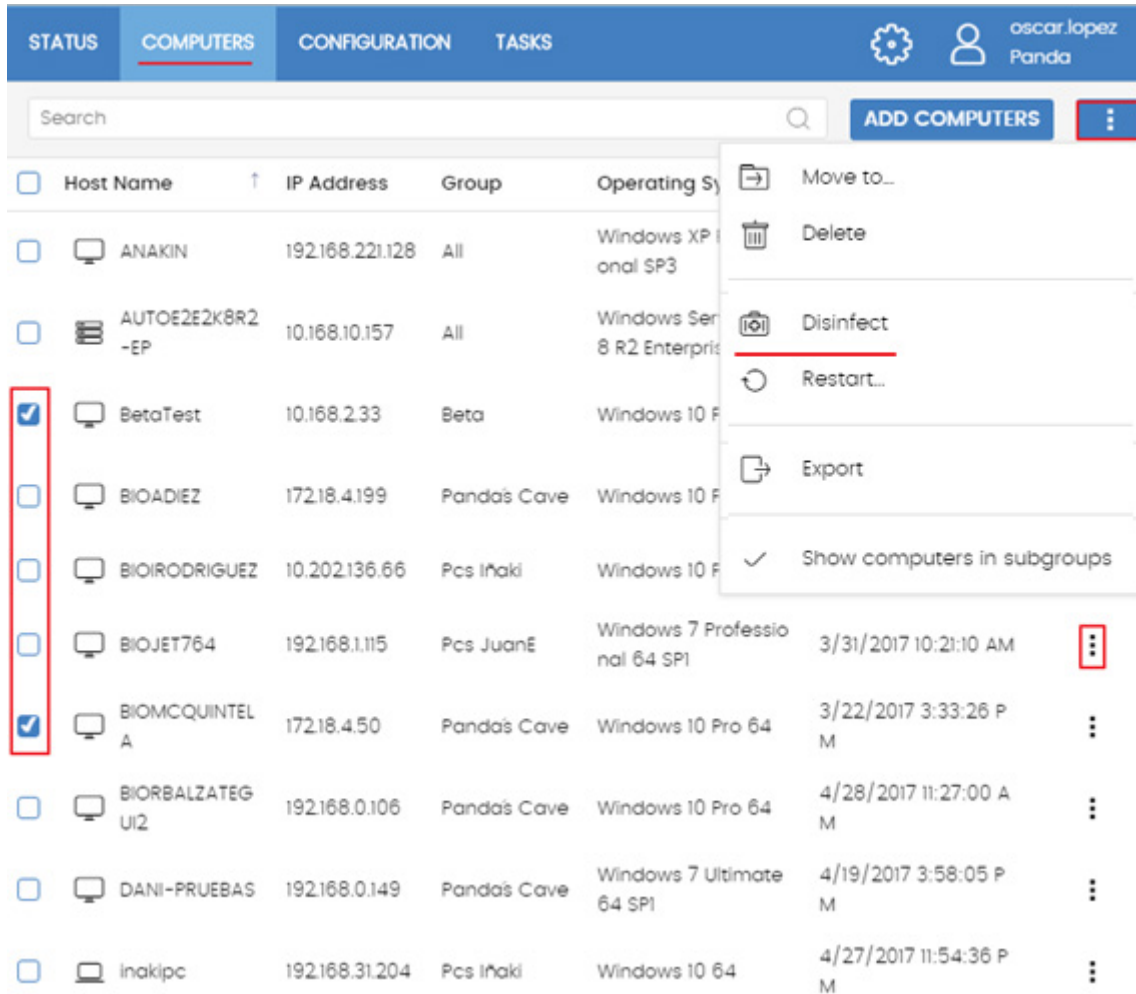 STATUS COMPUTERS CONFIGURATION TASKS oscar.lopez
Panda
Search ADD COMPUTERS
Host Name ↑ IP Address Group Operating Sy
Move to...
Delete
Disinfect
Restart...
Export
Show computers in subgroups
ANAKIN 192.168.221.128 All Windows XP
onal SP3
AUTOE2E2K8R2
-EP 10.168.10.157 All Windows Ser
8 R2 Enterpris
BetaTest 10.168.2.33 Beta Windows 10
BIOADIEZ 172.18.4.199 Panda's Cave Windows 10
BIOIRODRIGUEZ 10.202.136.66 Pcs Iñaki Windows 10
BIOJET764 192.168.1.115 Pcs JuanE Windows 7 Professio
nal 64 SP1 3/31/2017 10:21:10 AM
BIOMCQUINTEL
A 172.18.4.50 Panda's Cave Windows 10 Pro 64 3/22/2017 3:33:26 P
M
BIORBALZATEG
UI2 192.168.0.106 Panda's Cave Windows 10 Pro 64 4/28/2017 11:27:00 A
M
DANI-PRUEBAS 192.168.0.149 Panda's Cave Windows 7 Ultimate
64 SP1 4/19/2017 3:58:05 P
M
inakipc 192.168.31.204 Pcs Iñaki Windows 10 64 4/27/2017 11:54:36 P
M